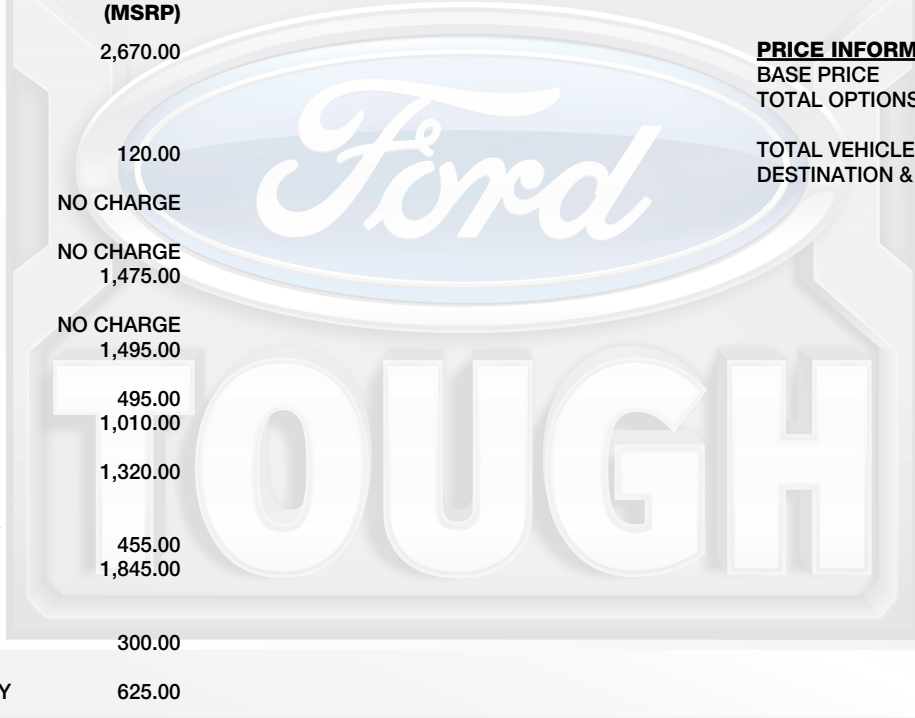 (MSRP)
2,670.00
120.00
NO CHARGE
NO CHARGE
1,475.00
NO CHARGE
1,495.00
495.00
1,010.00
1,320.00
455.00
1,845.00
300.00
Y 625.00
PRICE INFORM
BASE PRICE
TOTAL OPTIONS
TOTAL VEHICLE
DESTINATION &
Ford
TOUGH